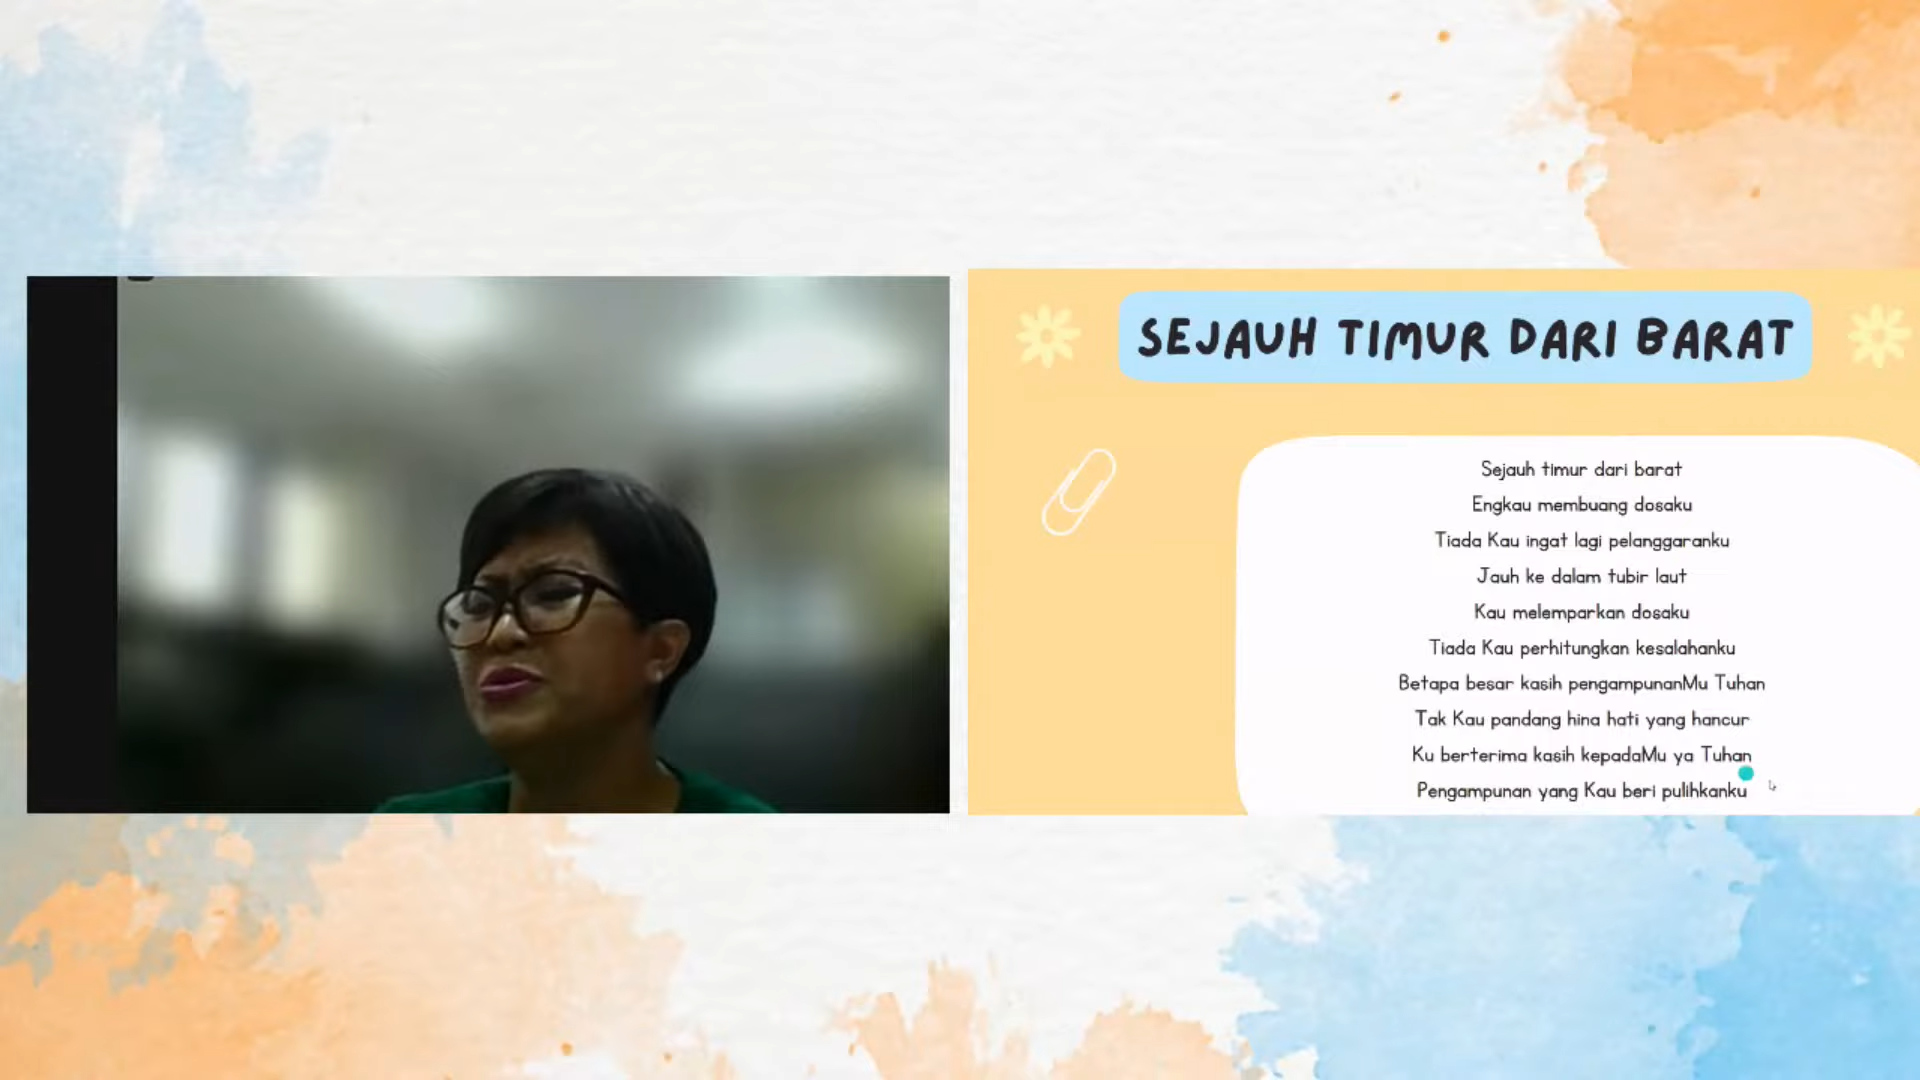 SEJAUH TIMUR DARI BARAT
Sejauh timur dari barat
Engkau membuang dosaku
Tiada Kau ingat lagi pelanggaranku
Jauh ke dalam tubir laut
Kau melemparkan dosaku
Tiada Kau perhitungkan kesalahanku
Betapa besar kasih pengampunanMu Tuhan
Tak Kau pandang hina hati yang hancur
Ku berterima kasih kepadaMu ya Tuhan
Pengampunan yang Kau beri pulihkanku